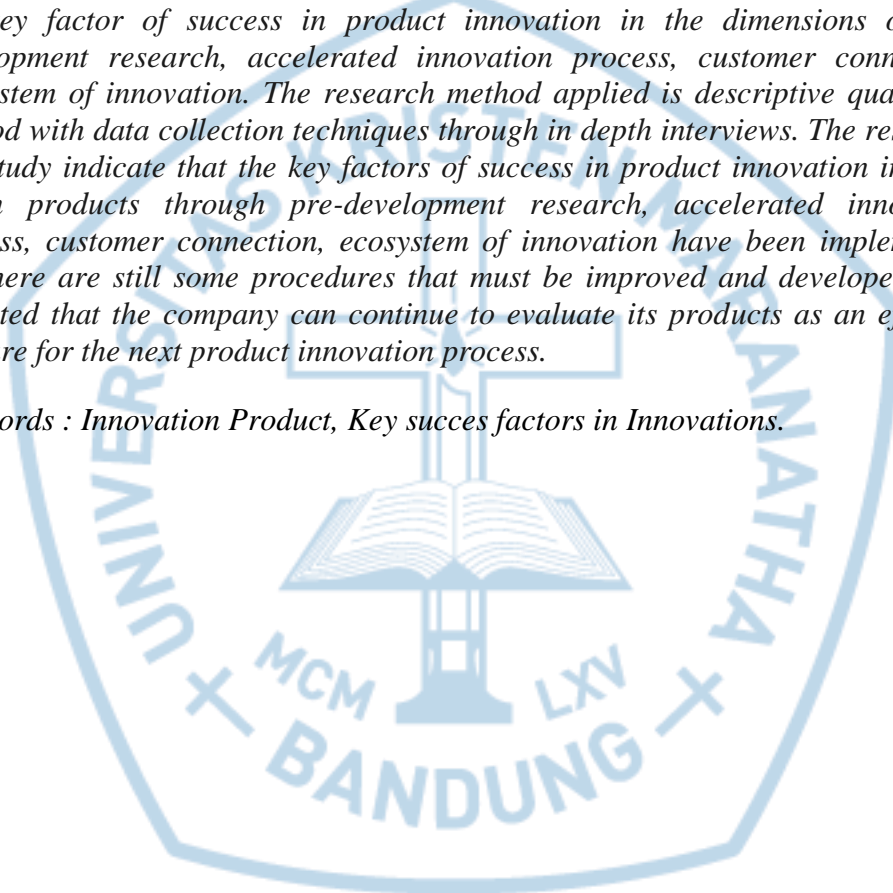 ey factor of success in product innovation in the dimensions o
opment research, accelerated innovation process, customer conn
stem of innovation. The research method applied is descriptive qua
od with data collection techniques through in depth interviews. The re
tudy indicate that the key factors of success in product innovation i
n products through pre-development research, accelerated inno
ss, customer connection, ecosystem of innovation have been imple
here are still some procedures that must be improved and develope
ted that the company can continue to evaluate its products as an e
re for the next product innovation process.
ords : Innovation Product, Key succes factors in Innovations.
UNIVERSITAS KRISTEN MARANATHA
MCM LXV
BANDUNG